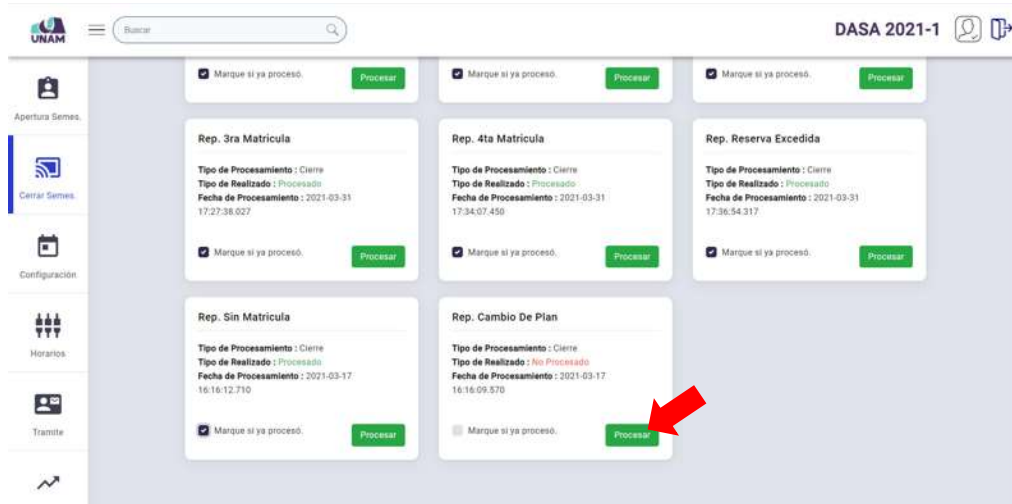 UNAM
Buscar
DASA 2021-1
Apertura Semes.
Cerrar Semes.
Configuración
Horarios
Tramite
Marque si ya procesó.
Procesar
Marque si ya procesó.
Procesar
Marque si ya procesó.
Procesar
Rep. 3ra Matricula
Tipo de Procesamiento : Cierre
Tipo de Realizado : Procesado
Fecha de Procesamiento : 2021-03-31
17:27:38.027
Marque si ya procesó.
Procesar
Rep. 4ta Matricula
Tipo de Procesamiento : Cierre
Tipo de Realizado : Procesado
Fecha de Procesamiento : 2021-03-31
17:34:07.450
Marque si ya procesó.
Procesar
Rep. Reserva Excedida
Tipo de Procesamiento : Cierre
Tipo de Realizado : Procesado
Fecha de Procesamiento : 2021-03-31
17:36:54.317
Marque si ya procesó.
Procesar
Rep. Sin Matricula
Tipo de Procesamiento : Cierre
Tipo de Realizado : Procesado
Fecha de Procesamiento : 2021-03-17
16:16:12.710
Marque si ya procesó.
Procesar
Rep. Cambio De Plan
Tipo de Procesamiento : Cierre
Tipo de Realizado : No Procesado
Fecha de Procesamiento : 2021-03-17
16:16:09.570
Marque si ya procesó.
Procesar